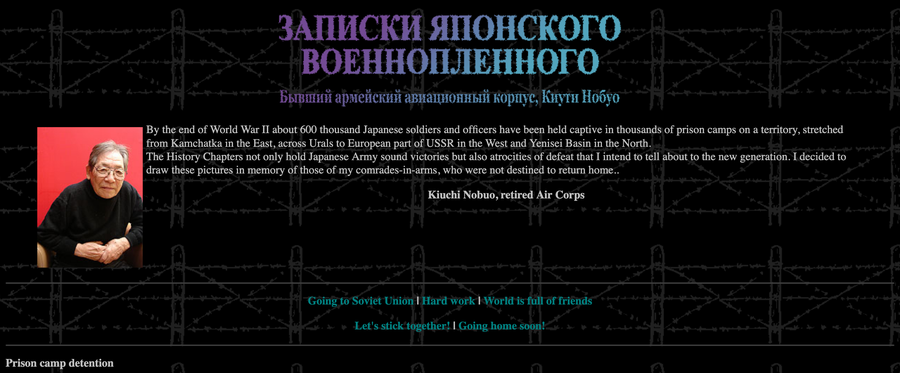 ЗАПИСКИ ЯПОНСКОГО
ВОЕННОПЛЕННОГО
Бывший армейский авиационный корпус, Киути Нобуо
By the end of World War II about 600 thousand Japanese soldiers and officers have been held captive in thousands of prison camps on a territory, stretched
from Kamchatka in the East, across Urals to European part of USSR in the West and Yenisei Basin in the North.
The History Chapters not only hold Japanese Army sound victories but also atrocities of defeat that I intend to tell about to the new generation. I decided to
draw these pictures in memory of those of my comrades-in-arms, who were not destined to return home..
Kiuchi Nobuo, retired Air Corps
Going to Soviet Union | Hard work | World is full of friends
Let's stick together! | Going home soon!
Prison camp detention